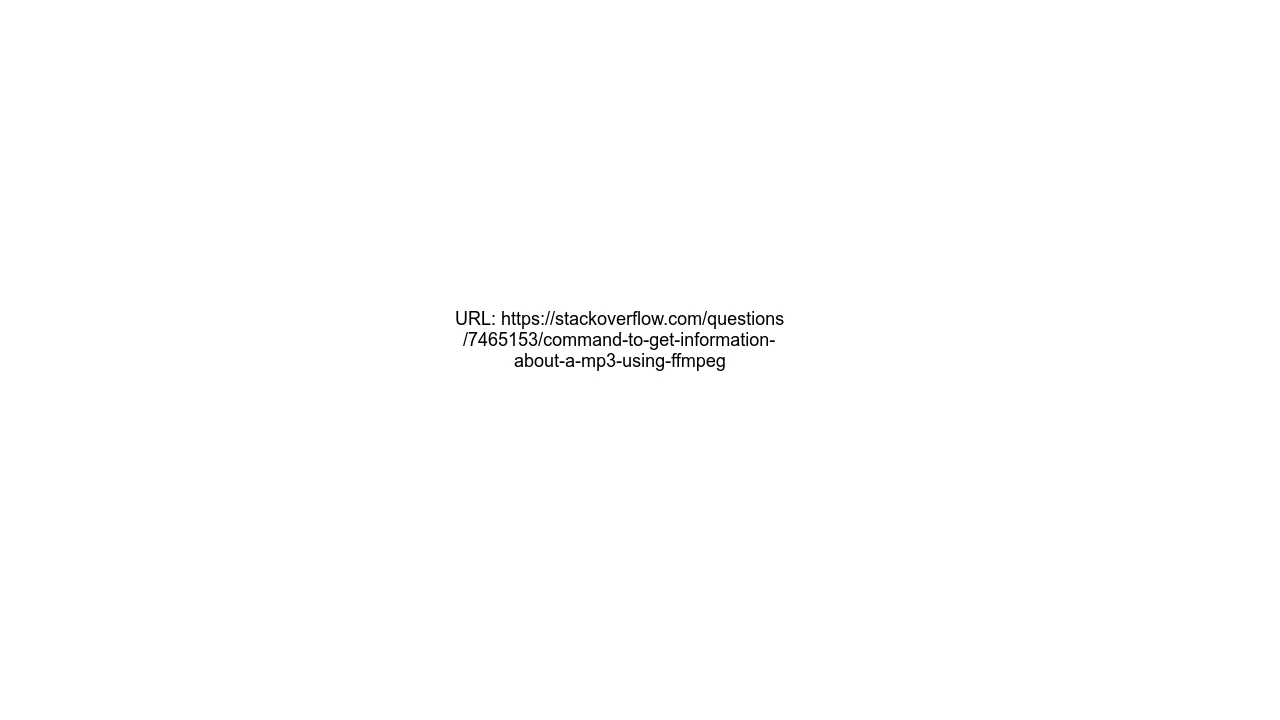 URL: https://stackoverflow.com/questions
/7465153/command-to-get-information-
about-a-mp3-using-ffmpeg